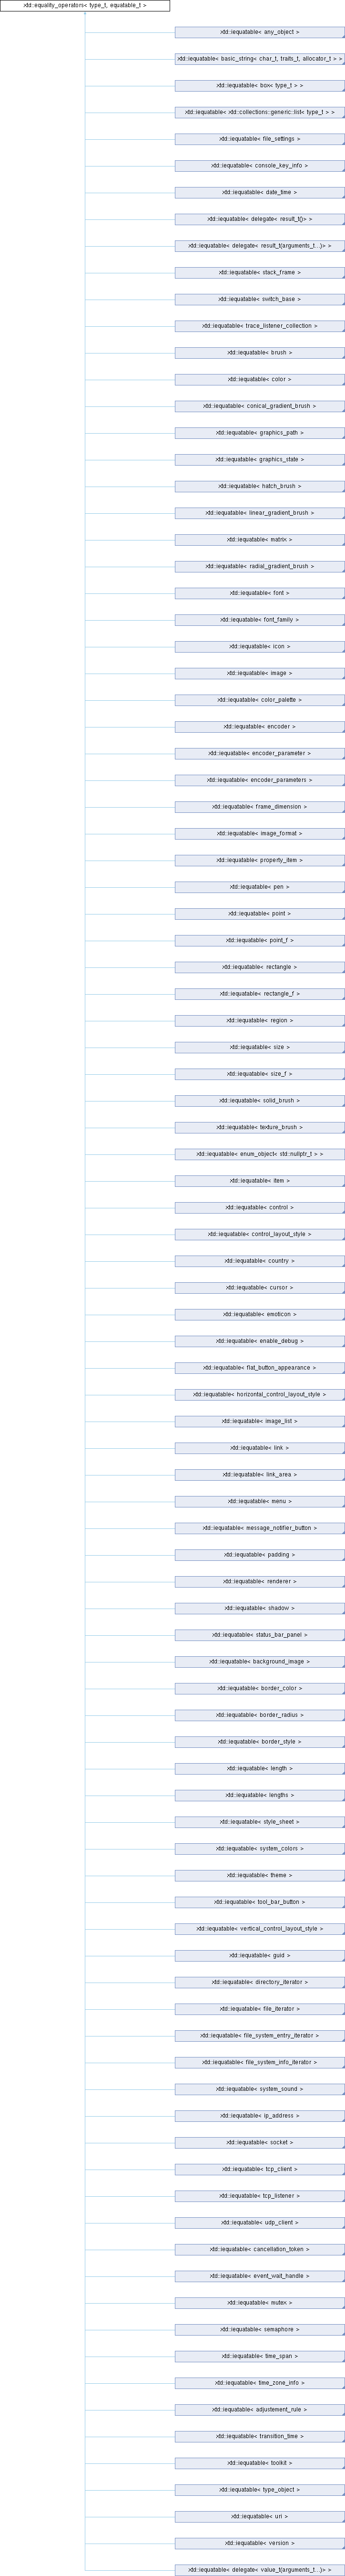 xtd::equality_operators< type_t, equatable_t >
xtd::iequatable< any_object >
xtd::iequatable< basic_string< char_t, traits_t, allocator_t > >
xtd::iequatable< box< type_t > >
xtd::iequatable< xtd::collections::generic::list< type_t > >
xtd::iequatable< file_settings >
xtd::iequatable< console_key_info >
xtd::iequatable< date_time >
xtd::iequatable< delegate< result_t()> >
xtd::iequatable< delegate< result_t(arguments_t...)> >
xtd::iequatable< stack_frame >
xtd::iequatable< switch_base >
xtd::iequatable< trace_listener_collection >
xtd::iequatable< brush >
xtd::iequatable< color >
xtd::iequatable< conical_gradient_brush >
xtd::iequatable< graphics_path >
xtd::iequatable< graphics_state >
xtd::iequatable< hatch_brush >
xtd::iequatable< linear_gradient_brush >
xtd::iequatable< matrix >
xtd::iequatable< radial_gradient_brush >
xtd::iequatable< font >
xtd::iequatable< font_family >
xtd::iequatable< icon >
xtd::iequatable< image >
xtd::iequatable< color_palette >
xtd::iequatable< encoder >
xtd::iequatable< encoder_parameter >
xtd::iequatable< encoder_parameters >
xtd::iequatable< frame_dimension >
xtd::iequatable< image_format >
xtd::iequatable< property_item >
xtd::iequatable< pen >
xtd::iequatable< point >
xtd::iequatable< point_f >
xtd::iequatable< rectangle >
xtd::iequatable< rectangle_f >
xtd::iequatable< region >
xtd::iequatable< size >
xtd::iequatable< size_f >
xtd::iequatable< solid_brush >
xtd::iequatable< texture_brush >
xtd::iequatable< enum_object< std::nullptr_t > >
xtd::iequatable< item >
xtd::iequatable< control >
xtd::iequatable< control_layout_style >
xtd::iequatable< country >
xtd::iequatable< cursor >
xtd::iequatable< emoticon >
xtd::iequatable< enable_debug >
xtd::iequatable< flat_button_appearance >
xtd::iequatable< horizontal_control_layout_style >
xtd::iequatable< image_list >
xtd::iequatable< link >
xtd::iequatable< link_area >
xtd::iequatable< menu >
xtd::iequatable< message_notifier_button >
xtd::iequatable< padding >
xtd::iequatable< renderer >
xtd::iequatable< shadow >
xtd::iequatable< status_bar_panel >
xtd::iequatable< background_image >
xtd::iequatable< border_color >
xtd::iequatable< border_radius >
xtd::iequatable< border_style >
xtd::iequatable< length >
xtd::iequatable< lengths >
xtd::iequatable< style_sheet >
xtd::iequatable< system_colors >
xtd::iequatable< theme >
xtd::iequatable< tool_bar_button >
xtd::iequatable< vertical_control_layout_style >
xtd::iequatable< guid >
xtd::iequatable< directory_iterator >
xtd::iequatable< file_iterator >
xtd::iequatable< file_system_entry_iterator >
xtd::iequatable< file_system_info_iterator >
xtd::iequatable< system_sound >
xtd::iequatable< ip_address >
xtd::iequatable< socket >
xtd::iequatable< tcp_client >
xtd::iequatable< tcp_listener >
xtd::iequatable< udp_client >
xtd::iequatable< cancellation_token >
xtd::iequatable< event_wait_handle >
xtd::iequatable< mutex >
xtd::iequatable< semaphore >
xtd::iequatable< time_span >
xtd::iequatable< time_zone_info >
xtd::iequatable< adjustement_rule >
xtd::iequatable< transition_time >
xtd::iequatable< toolkit >
xtd::iequatable< type_object >
xtd::iequatable< uri >
xtd::iequatable< version >
xtd::iequatable< delegate< value_t(arguments_t...)> >